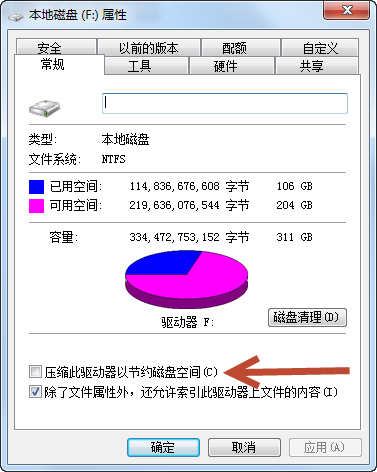 本地磁盘 (F:) 属性
安全 以前的版本 配额 自定义
常规 工具 硬件 共享
类型: 本地磁盘
文件系统: NTFS
已用空间: 114,836,676,608 字节 106 GB
可用空间: 219,636,076,544 字节 204 GB
容量: 334,472,753,152 字节 311 GB
驱动器 F:
磁盘清理(D)
压缩此驱动器以节约磁盘空间(C)
除了文件属性外，还允许索引此驱动器上文件的内容(I)
确定 取消 应用(A)